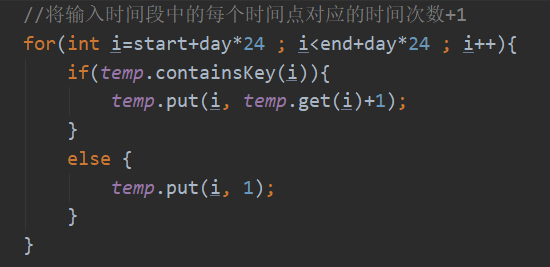 //将输入时间段中的每个时间点对应的时间次数+1
for(int i=start+day*24 ; i<end+day*24 ; i++){
    if(temp.containsKey(i)){
        temp.put(i, temp.get(i)+1);
    }
    else {
        temp.put(i, 1);
    }
}